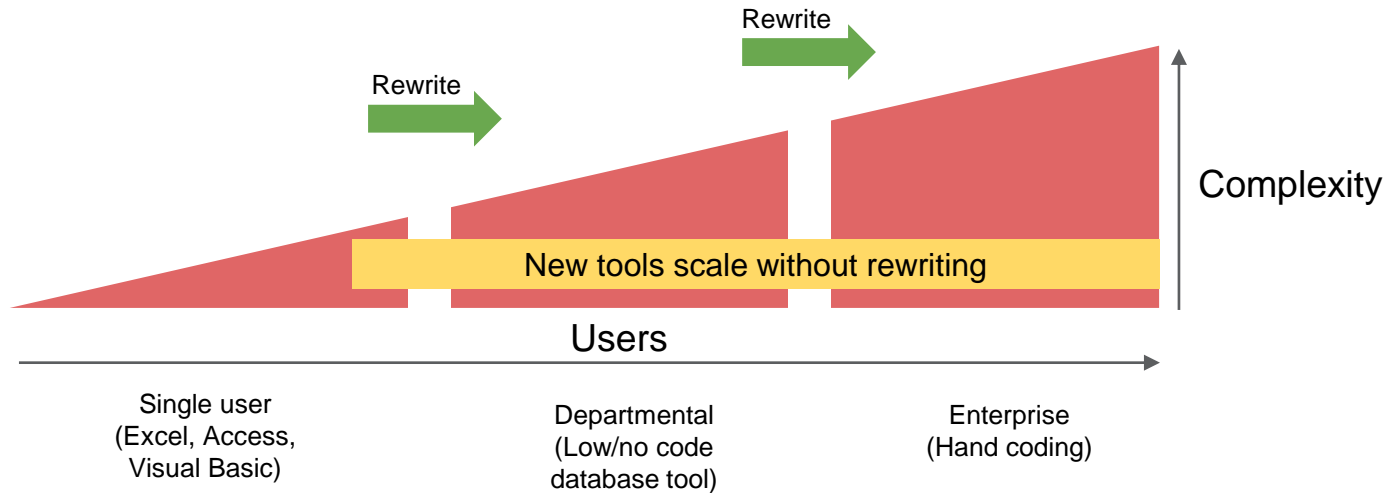 Rewrite
Rewrite
Complexity
New tools scale without rewriting
Users
Single user
(Excel, Access,
Visual Basic)
Departmental
(Low/no code
database tool)
Enterprise
(Hand coding)